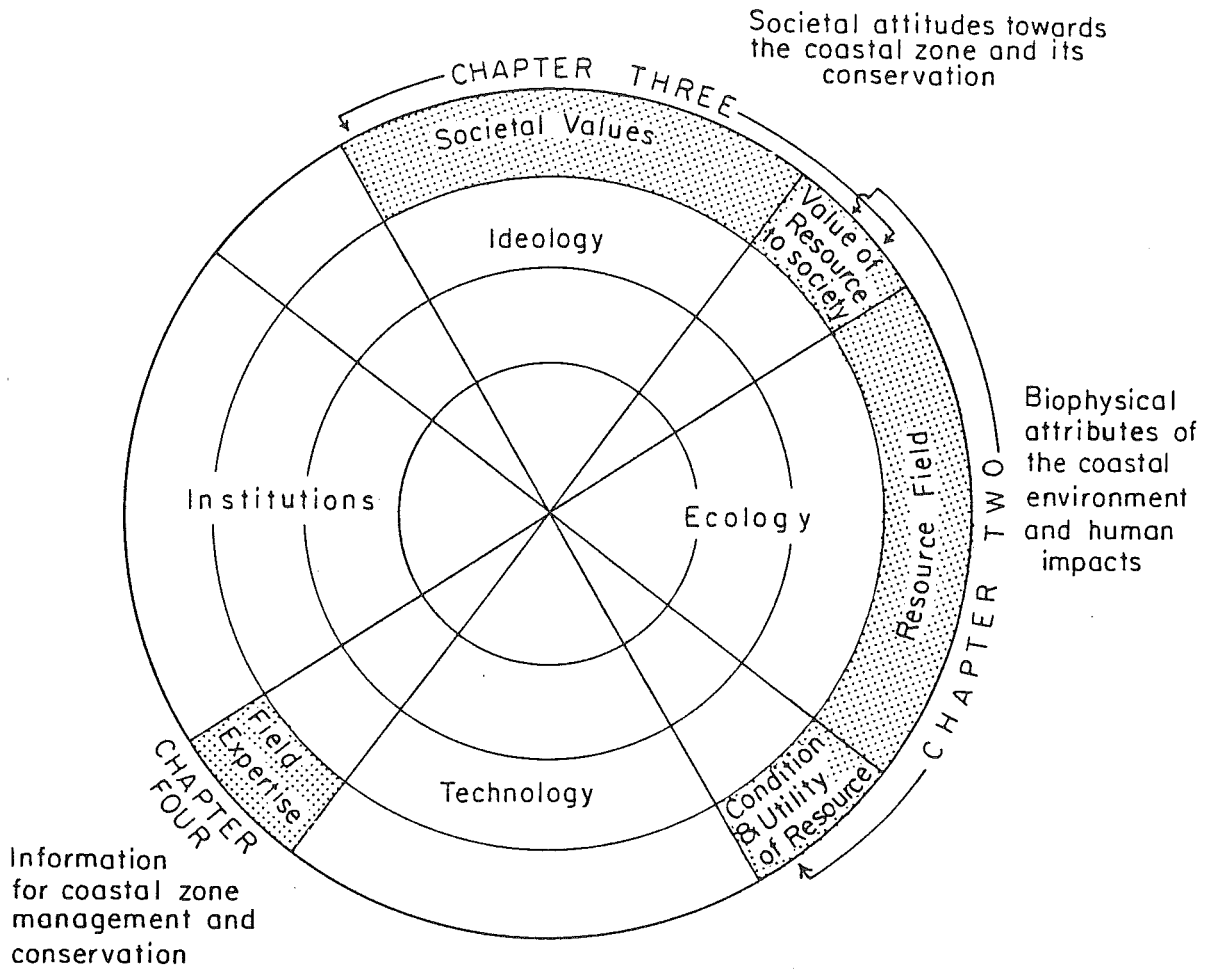 Societal attitudes towards
the coastal zone and its
conservation
CHAPTER THREE
Societal Values
Value of
Resource
to society
Ideology
Institutions
Ecology
Resource Field
CHAPTER TWO
Biophysical
attributes of
the coastal
environment
and human
impacts
Technology
Condition
& Utility
of Resource
Field
Expertise
CHAPTER
FOUR
Information
for coastal zone
management and
conservation